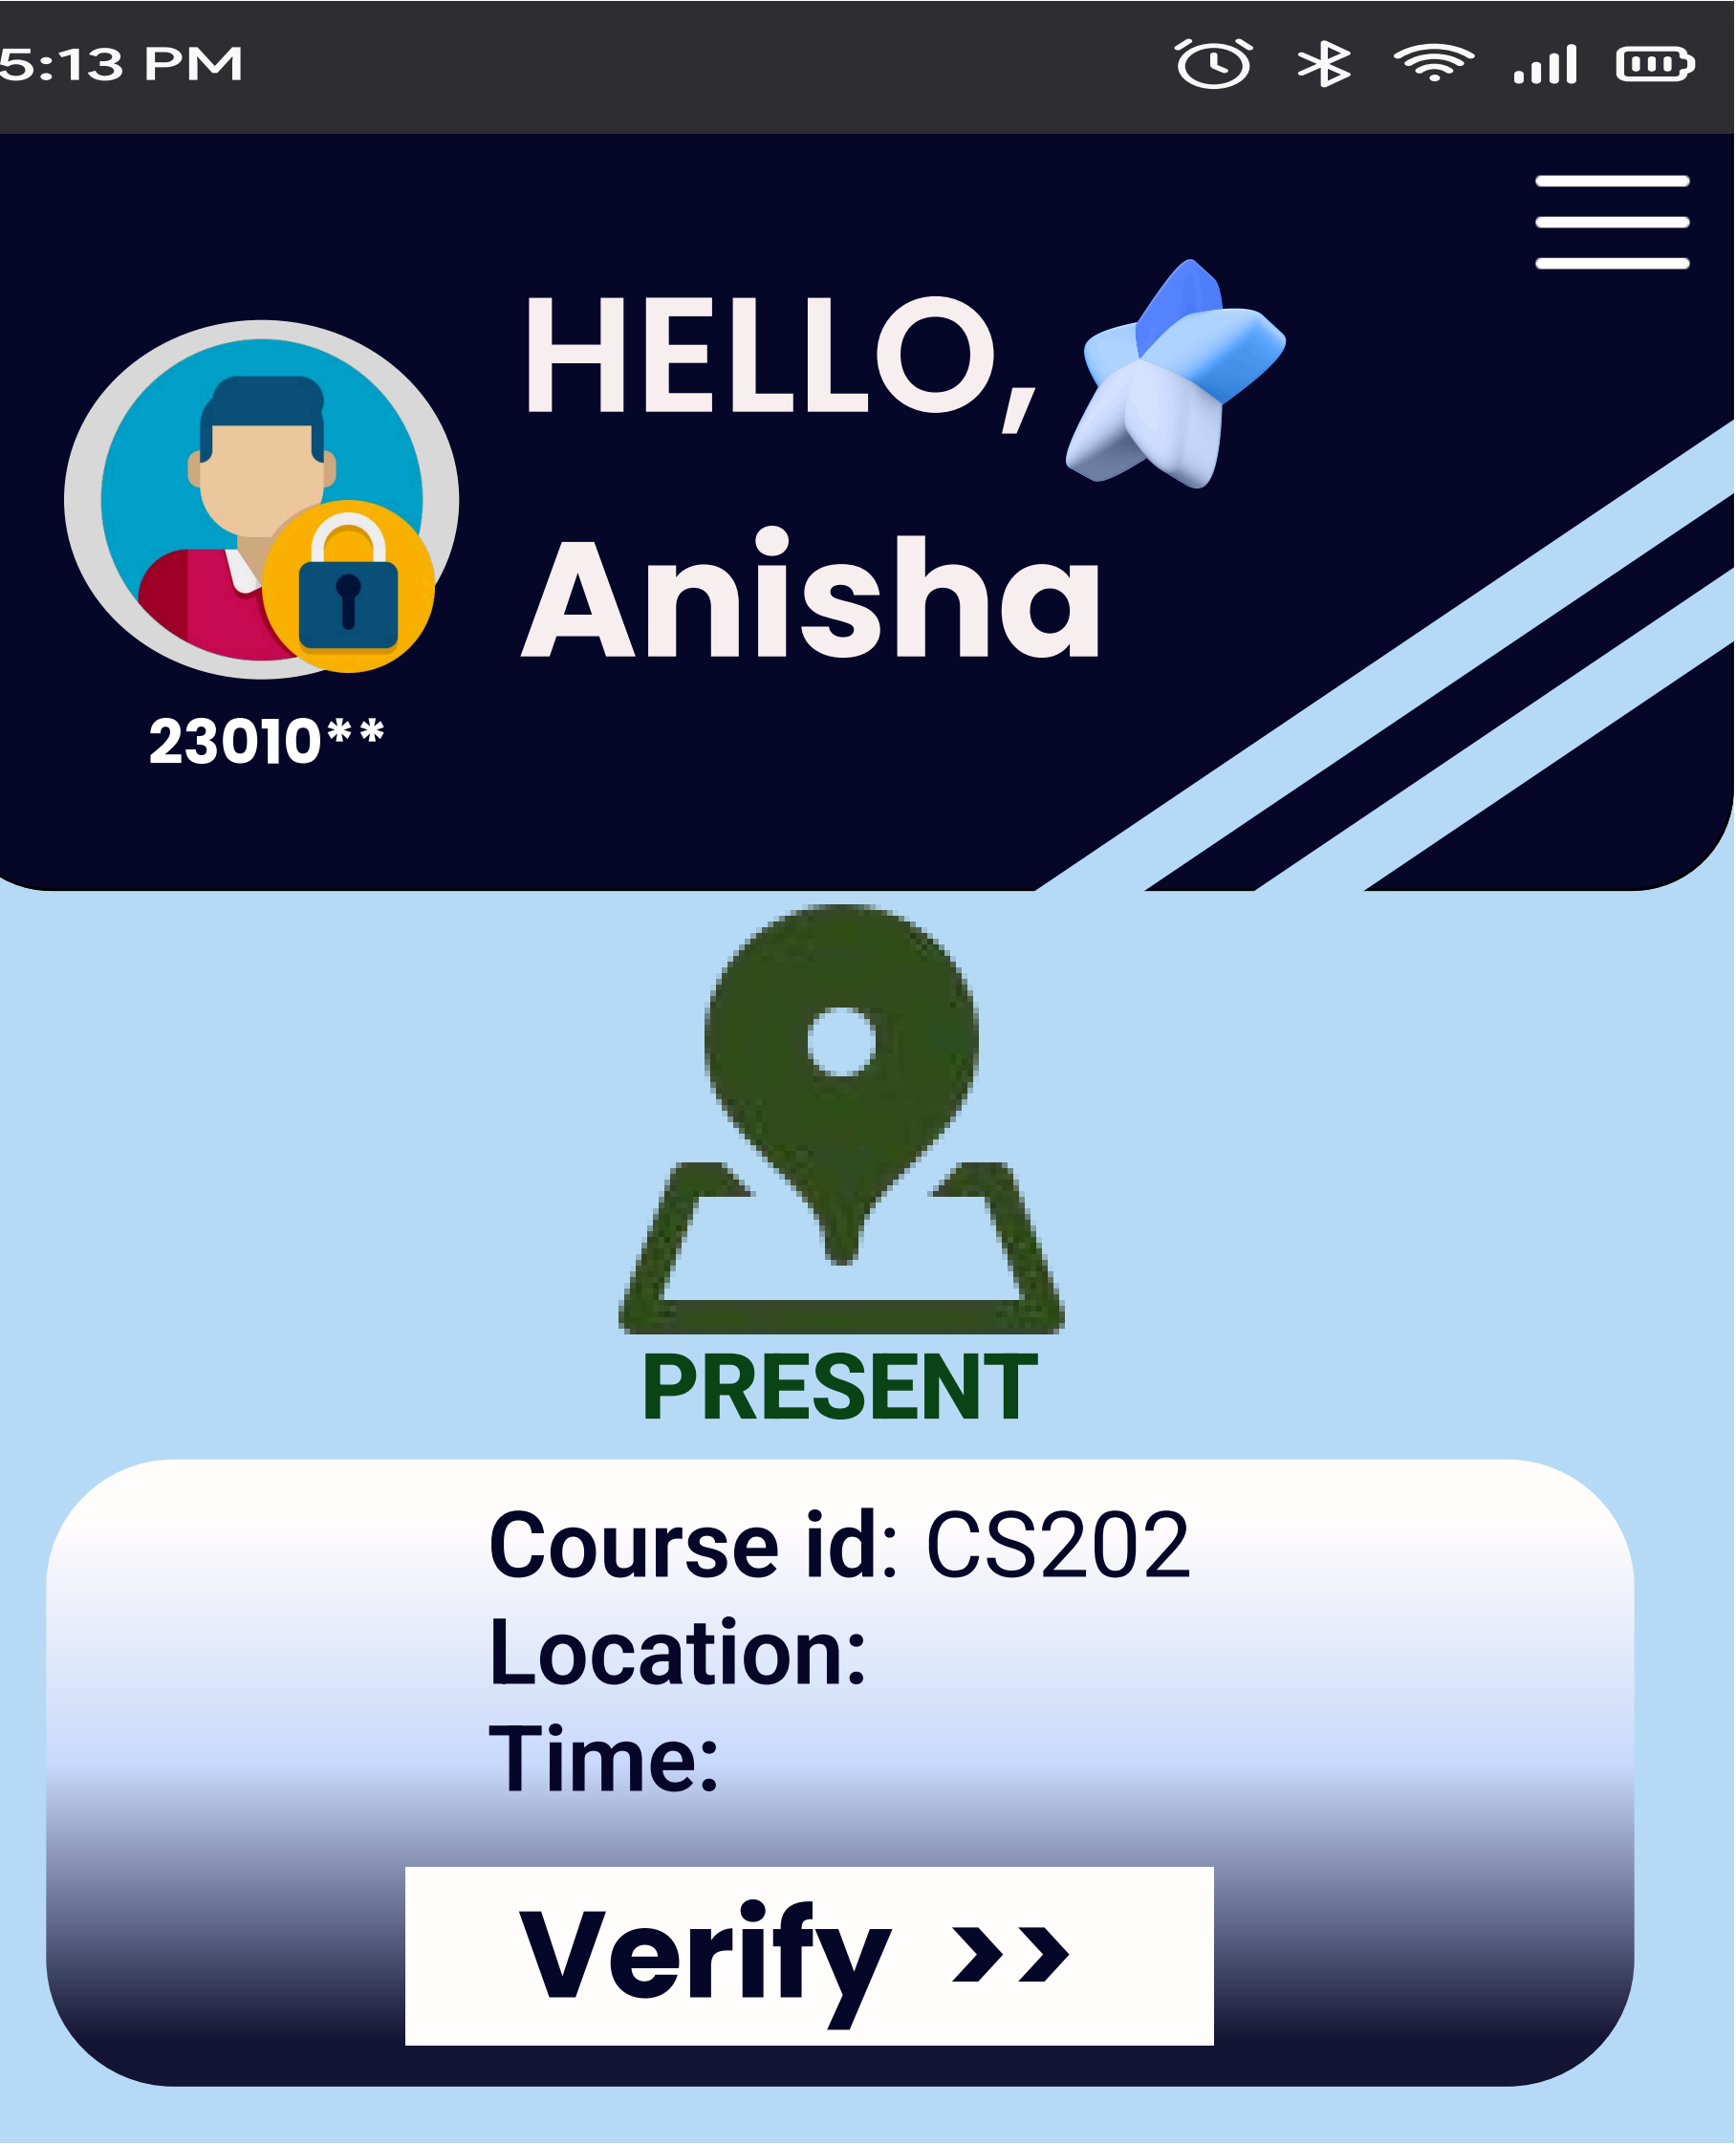 5:13 PM
HELLO,
Anisha
23010**
PRESENT
Course id: CS202
Location:
Time:
Verify >>